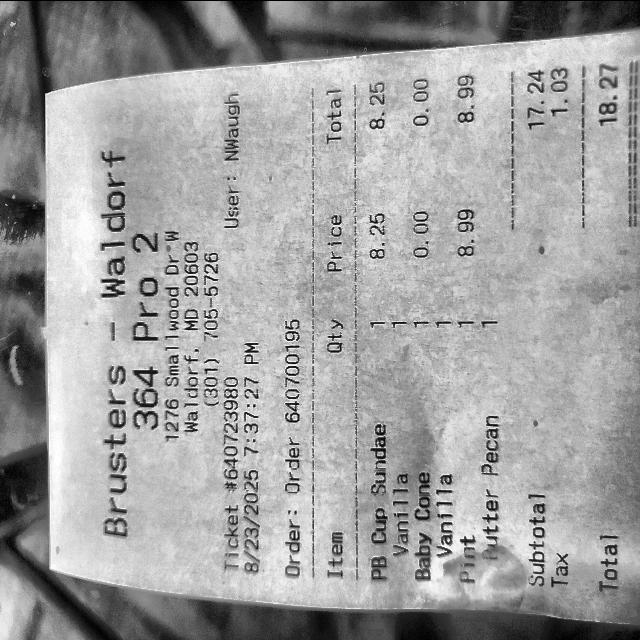 Brusters - Waldorf
364 Pro 2
1276 Smallwood Dr W
Waldorf, MD 20603
(301) 705-5726
Ticket #640723980 User: NWaugh
8/23/2025 7:37:27 PM
Order: Order 640700195
Item Qty Price Total
PB Cup Sundae 1 8.25 8.25
Vanilla 1
Baby Cone 1 0.00 0.00
Vanilla 1
Pint 1 8.99 8.99
Butter Pecan 1
Subtotal 17.24
Tax 1.03
Total 18.27